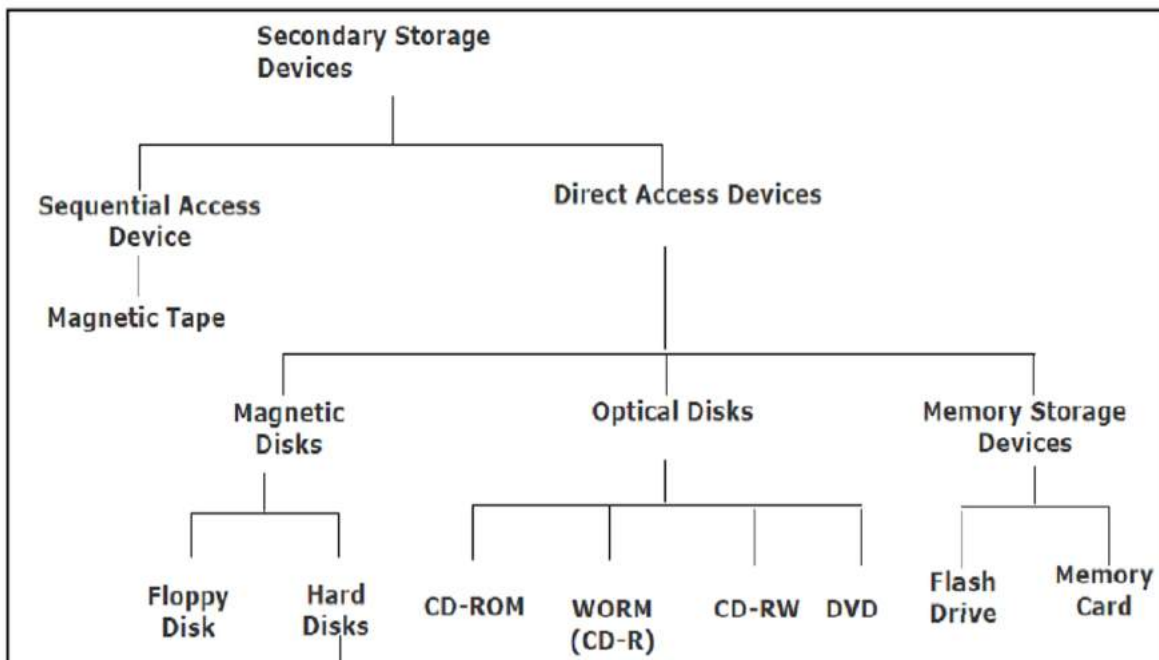 Secondary Storage
Devices
Sequential Access
Device
Direct Access Devices
Magnetic Tape
Magnetic
Disks
Optical Disks
Memory Storage
Devices
Floppy
Disk
Hard
Disks
CD-ROM
WORM
(CD-R)
CD-RW
DVD
Flash
Drive
Memory
Card